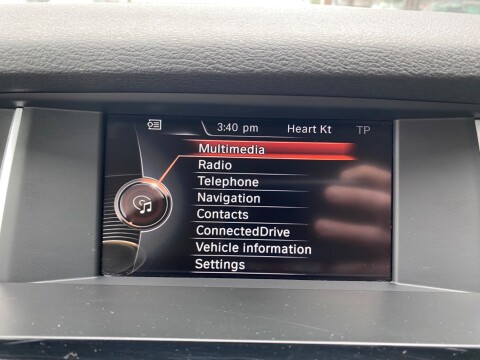 3:40 pm Heart Kt TP
Multimedia
Radio
Telephone
Navigation
Contacts
ConnectedDrive
Vehicle information
Settings